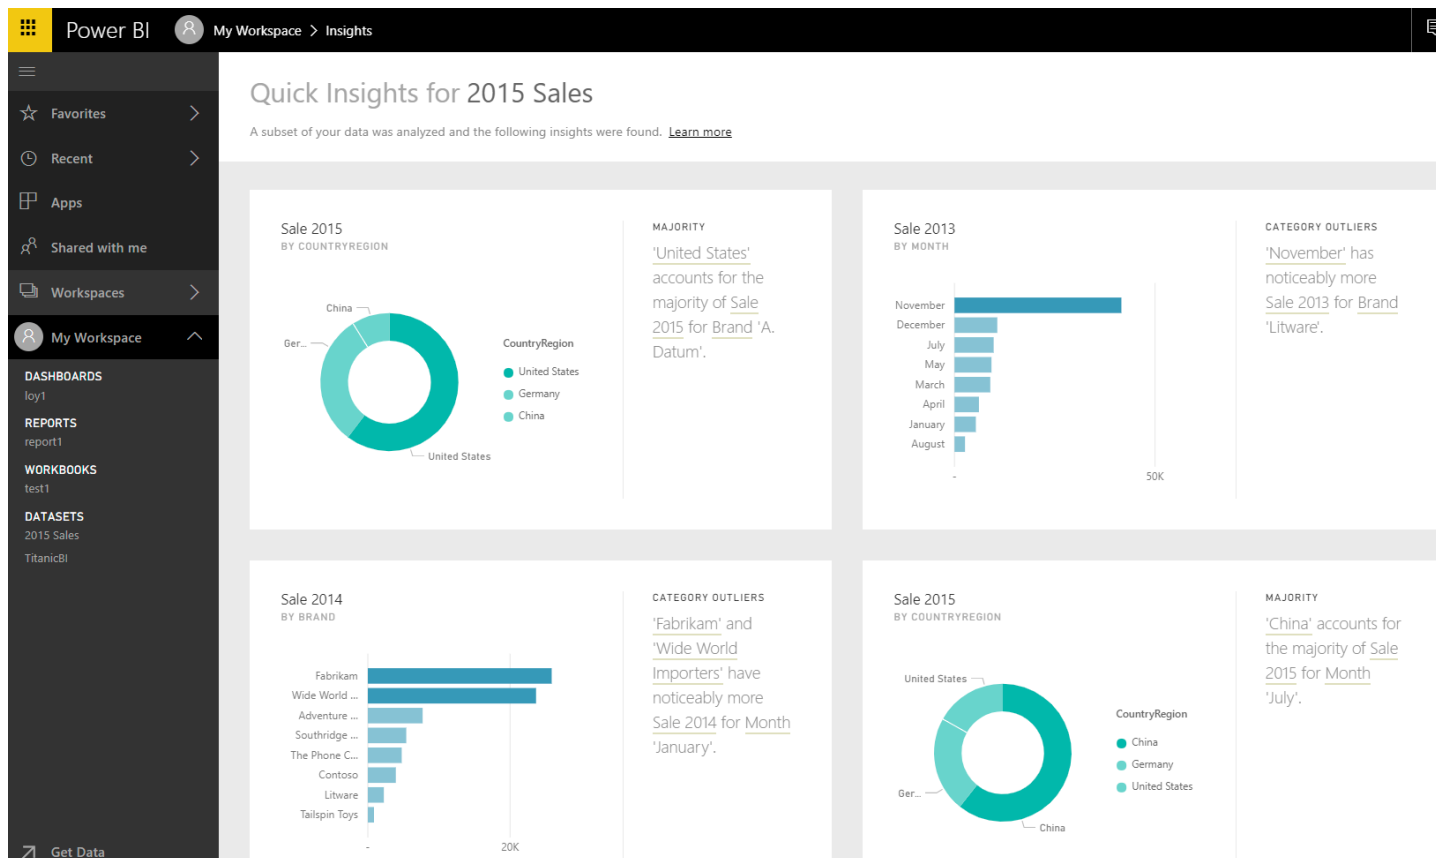 Power BI
My Workspace > Insights
Favorites
Recent
Apps
Shared with me
Workspaces
My Workspace
DASHBOARDS
loy1
REPORTS
report1
WORKBOOKS
test1
DATASETS
2015 Sales
TitanicBI
Get Data
Quick Insights for 2015 Sales
A subset of your data was analyzed and the following insights were found. Learn more
Sale 2015
BY COUNTRYREGION
China
Ger...
United States
CountryRegion
United States
Germany
China
MAJORITY
'United States'
accounts for the
majority of Sale
2015 for Brand 'A.
Datum'.
Sale 2013
BY MONTH
November
December
July
May
March
April
January
August
-
50K
CATEGORY OUTLIERS
'November' has
noticeably more
Sale 2013 for Brand
'Litware'.
Sale 2014
BY BRAND
Fabrikam
Wide World ...
Adventure ...
Southridge ...
The Phone C...
Contoso
Litware
Tailspin Toys
-
20K
CATEGORY OUTLIERS
'Fabrikam' and
'Wide World
Importers' have
noticeably more
Sale 2014 for Month
'January'.
Sale 2015
BY COUNTRYREGION
United States
Ger...
China
CountryRegion
China
Germany
United States
MAJORITY
'China' accounts for
the majority of Sale
2015 for Month
'July'.